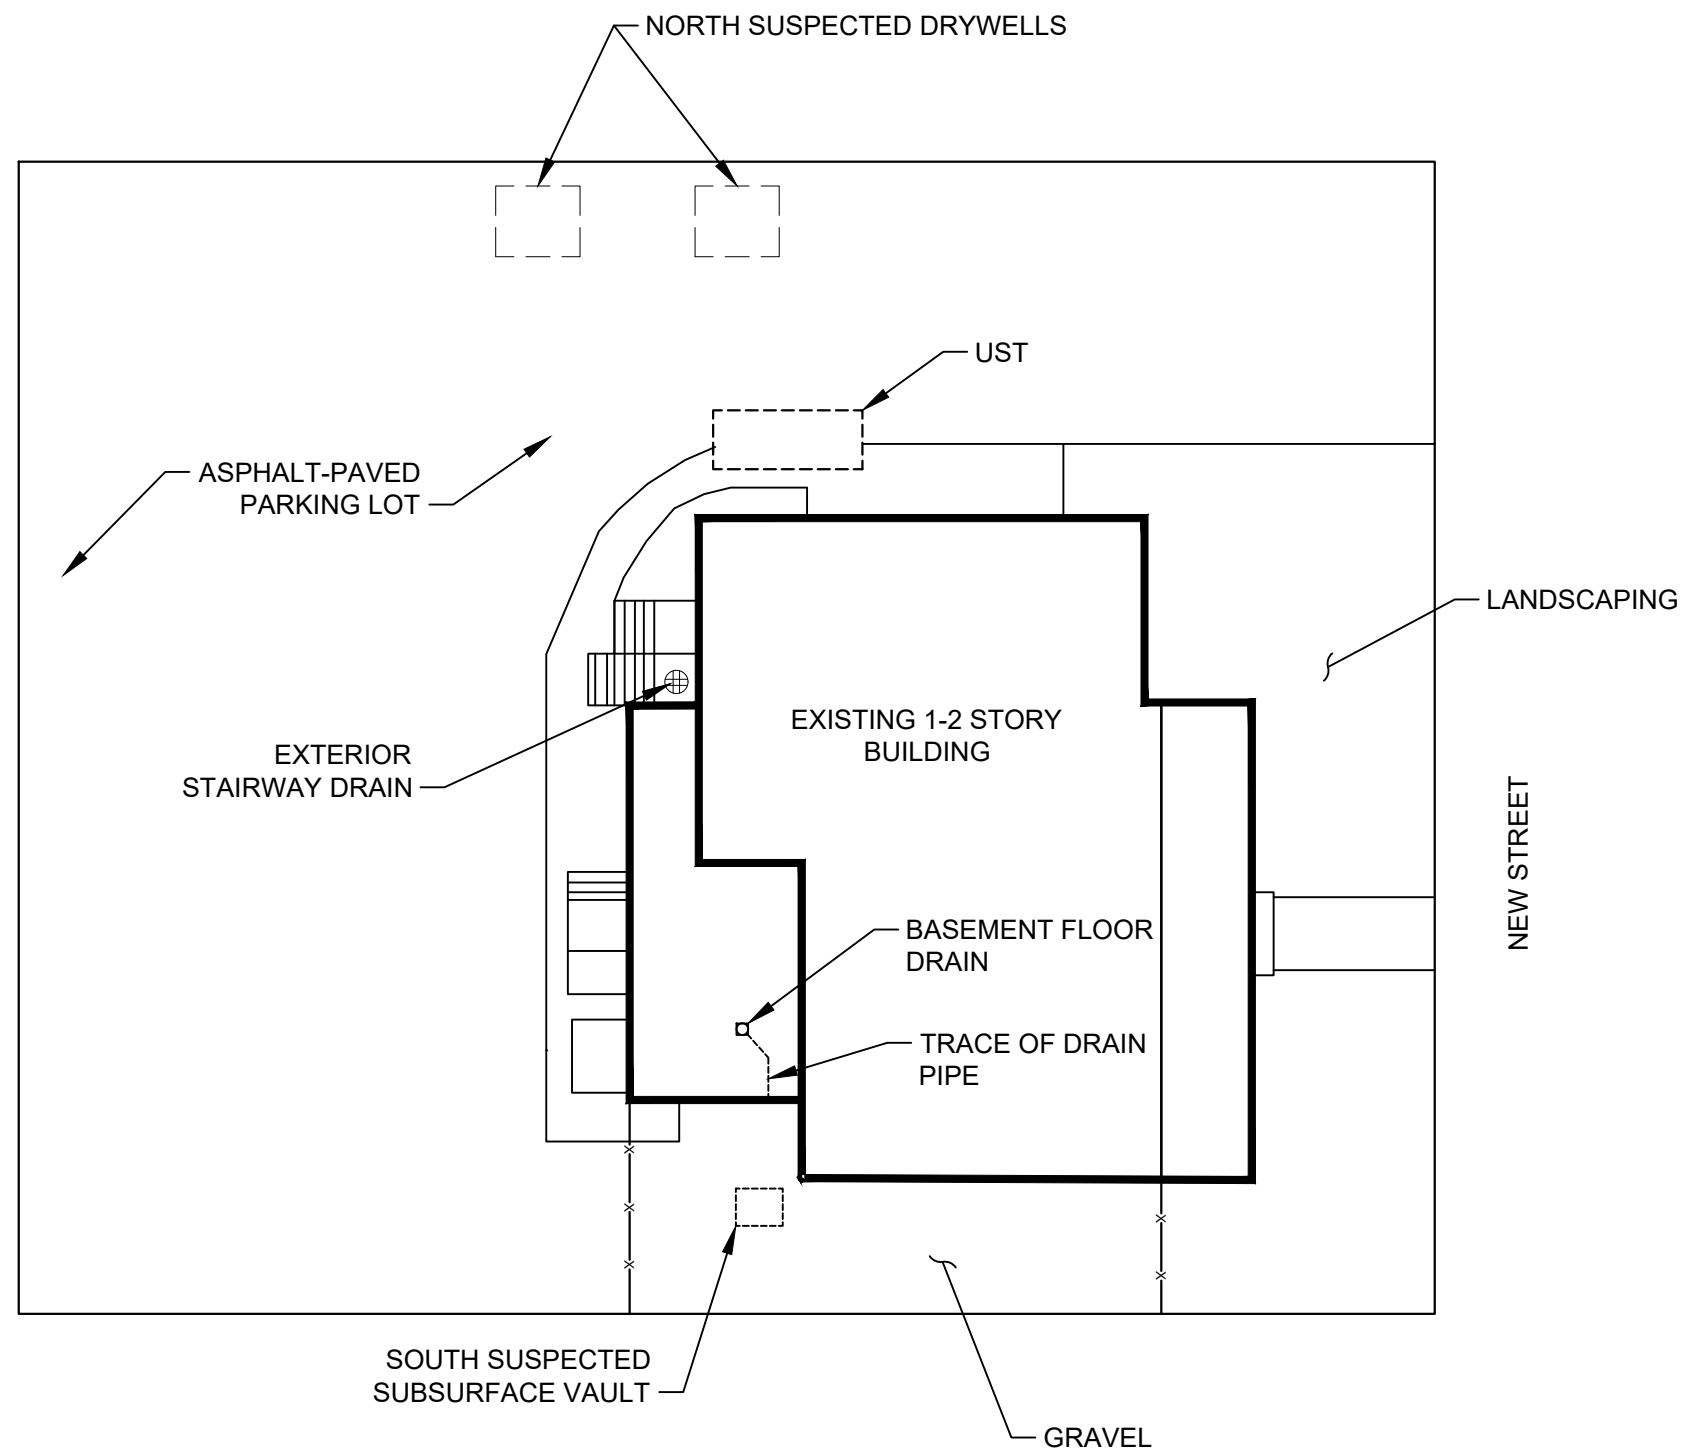 NORTH SUSPECTED DRYWELLS
UST
ASPHALT-PAVED
PARKING LOT
LANDSCAPING
EXISTING 1-2 STORY
BUILDING
EXTERIOR
STAIRWAY DRAIN
NEW STREET
BASEMENT FLOOR
DRAIN
TRACE OF DRAIN
PIPE
SOUTH SUSPECTED
SUBSURFACE VAULT
GRAVEL